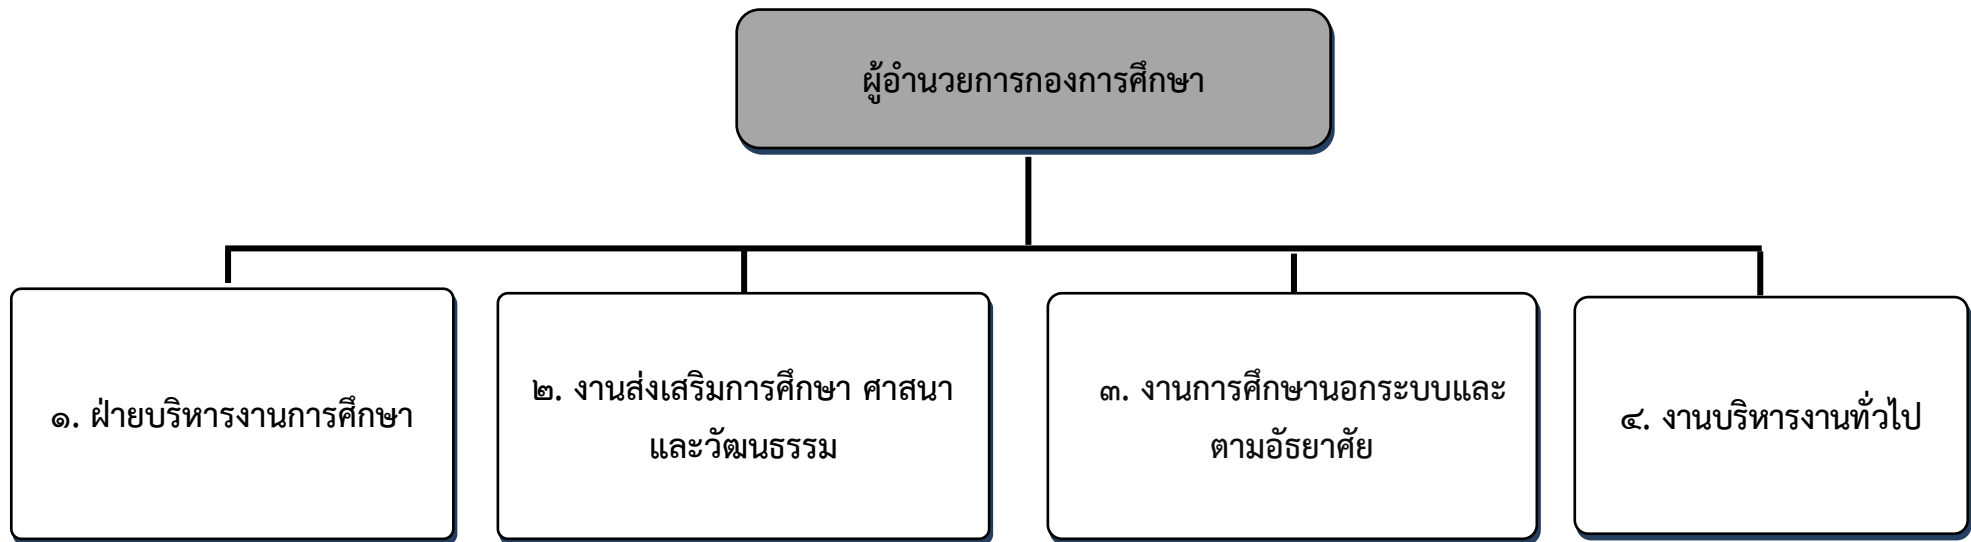 ผู้อำนวยการกองการศึกษา
๑. ฝ่ายบริหารงานการศึกษา
๒. งานส่งเสริมการศึกษา ศาสนา
และวัฒนธรรม
๓. งานการศึกษานอกระบบและ
ตามอัธยาศัย
๔. งานบริหารงานทั่วไป